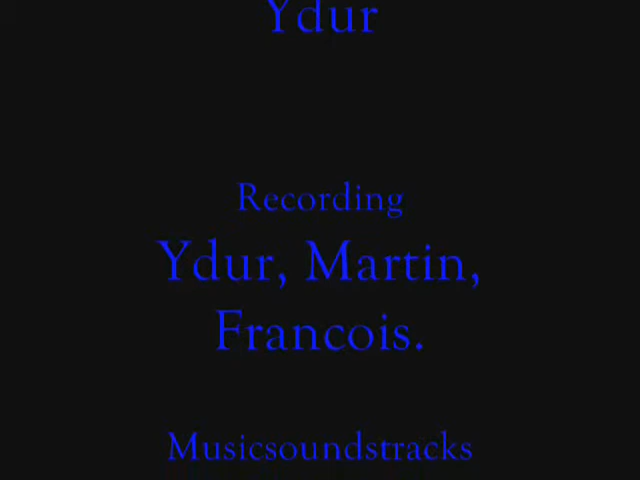 Ydur
Recording
Ydur, Martin,
Francois.
Musicsoundstracks